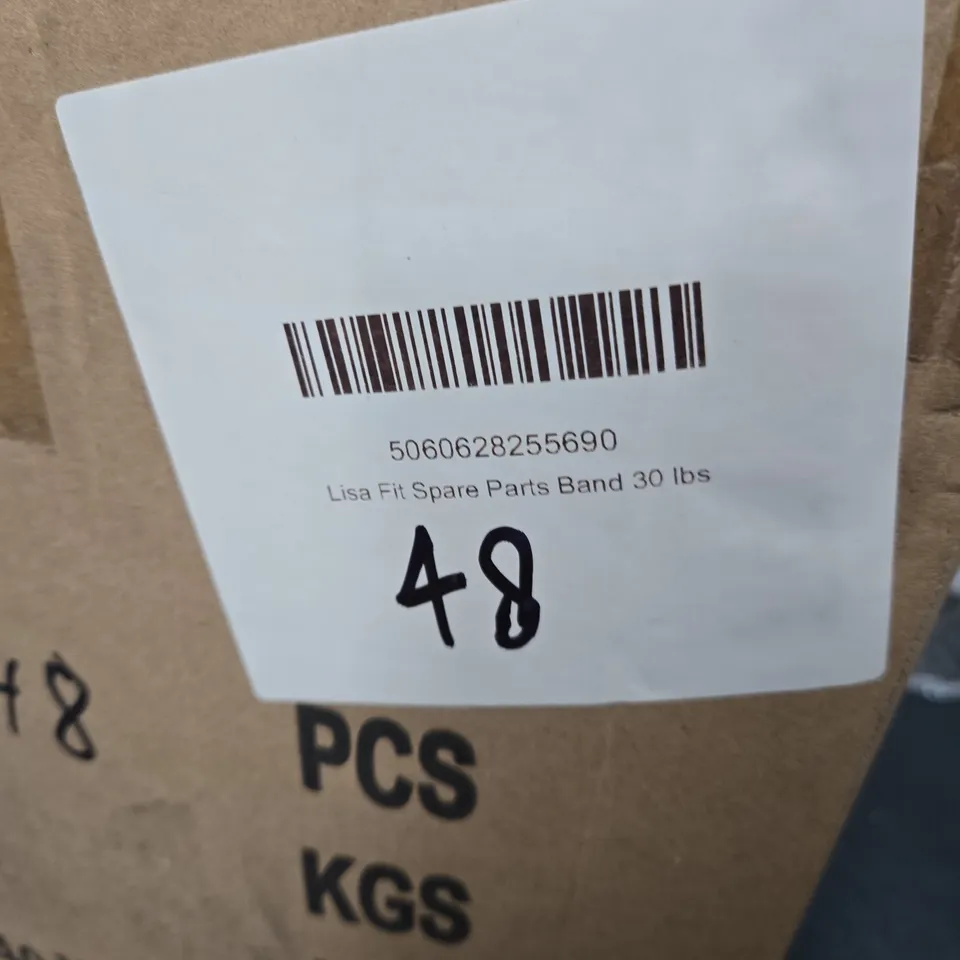 5060628255690
Lisa Fit Spare Parts Band 30 lbs
48
48
PCS
KGS